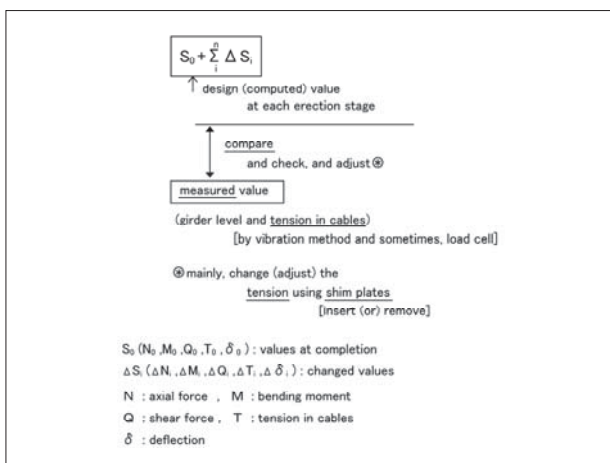 S₀ + Σⁿᵢ Δ Sᵢ
design (computed) value
at each erection stage
compare
and check, and adjust ⊛
measured value
(girder level and tension in cables)
[by vibration method and sometimes, load cell]
⊛ mainly, change (adjust) the
tension using shim plates
[insert (or) remove]
S₀ (N₀ ,M₀ ,Q₀ ,T₀ ,δ₀) : values at completion
ΔSᵢ (ΔNᵢ ,ΔMᵢ ,ΔQᵢ ,ΔTᵢ ,Δδᵢ) : changed values
N : axial force , M : bending moment
Q : shear force , T : tension in cables
δ : deflection